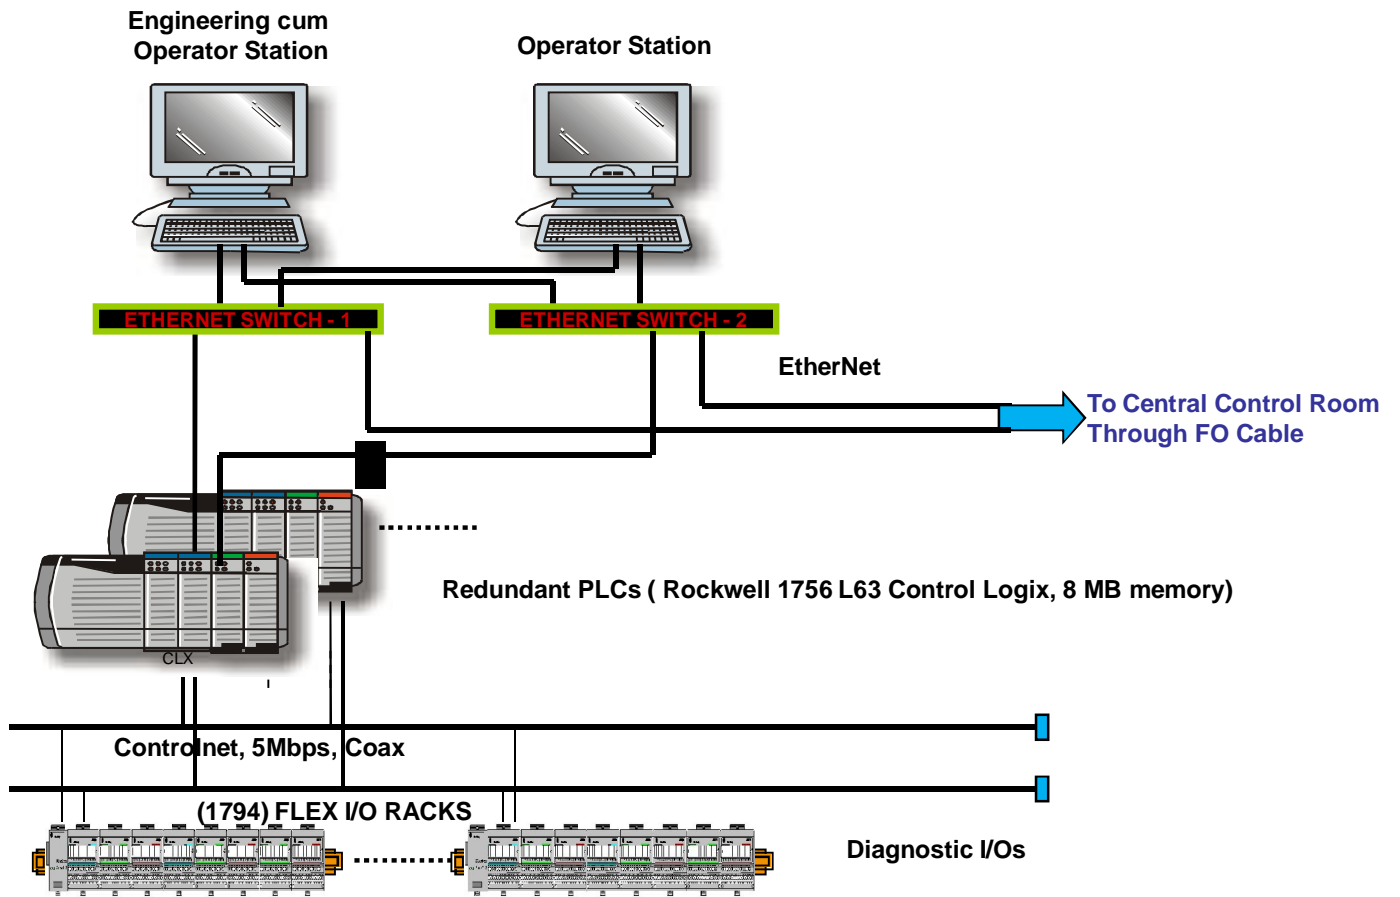 Engineering cum
Operator Station
Operator Station
ETHERNET SWITCH - 1
ETHERNET SWITCH - 2
EtherNet
To Central Control Room
Through FO Cable
Redundant PLCs ( Rockwell 1756 L63 Control Logix, 8 MB memory)
CLX
Controlnet, 5Mbps, Coax
(1794) FLEX I/O RACKS
Diagnostic I/Os